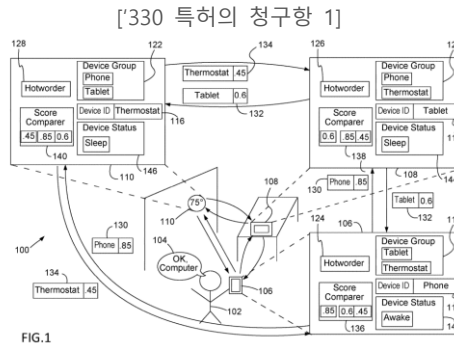 ['330 특허의 청구항 1]
128
Device Group
122
Phone
Tablet
Hotworder
Score
Comparer
.45 .85 0.6
140
Device ID Thermostat
116
Device Status
Sleep
146
110
134
Thermostat .45
Tablet 0.6
132
126
Device Group
Phone
Thermostat
Hotworder
Score
Comparer
0.6 .85 .45
138
Device ID Tablet
Device Status
Sleep
108
130
Phone .85
Tablet 0.6
132
108
75°
110
104
OK,
Computer
106
102
130
Phone .85
100
134
Thermostat .45
124
106
Device Group
Tablet
Thermostat
Hotworder
Score
Comparer
.85 0.6 .45
136
Device ID Phone
Device Status
Awake
FIG.1